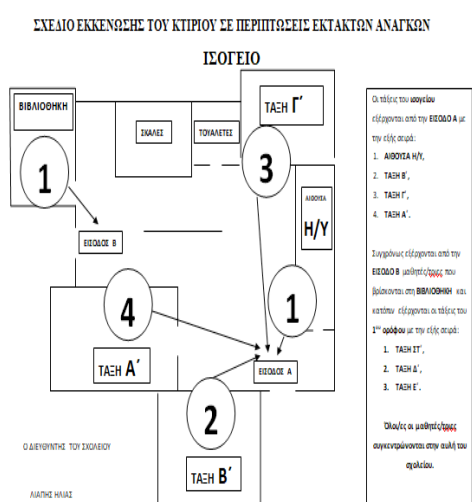 ΣΧΕΔΙΟ ΕΚΚΕΝΩΣΗΣ ΤΟΥ ΚΤΙΡΙΟΥ ΣΕ ΠΕΡΙΠΤΩΣΕΙΣ ΕΚΤΑΚΤΩΝ ΑΝΑΓΚΩΝ
ΙΣΟΓΕΙΟ
ΒΙΒΛΙΟΘΗΚΗ
1
ΣΚΑΛΕΣ
ΤΟΥΑΛΕΤΕΣ
ΤΑΞΗ Γ΄
3
ΑΙΘΟΥΣΑ
Η/Υ
1
ΕΙΣΟΔΟΣ Β
4
ΤΑΞΗ Α΄
ΕΙΣΟΔΟΣ Α
2
ΤΑΞΗ Β΄
Ο ΔΙΕΥΘΥΝΤΗΣ ΤΟΥ ΣΧΟΛΕΙΟΥ
ΛΙΑΠΗΣ ΗΛΙΑΣ
Οι τάξεις του ισογείου
εξέρχονται από την ΕΙΣΟΔΟ Α με
την εξής σειρά:
1. ΑΙΘΟΥΣΑ Η/Υ,
2. ΤΑΞΗ Β΄,
3. ΤΑΞΗ Γ΄,
4. ΤΑΞΗ Α΄.
Συγχρόνως εξέρχονται από την
ΕΙΣΟΔΟ Β μαθητές/τριες που
βρίσκονται στη ΒΙΒΛΙΟΘΗΚΗ και
κατόπιν εξέρχονται οι τάξεις του
1ου ορόφου με την εξής σειρά:
1. ΤΑΞΗ ΣΤ΄,
2. ΤΑΞΗ Δ΄,
3. ΤΑΞΗ Ε΄.
Όλοι/ες οι μαθητές/τριες
συγκεντρώνονται στην αυλή του
σχολείου.